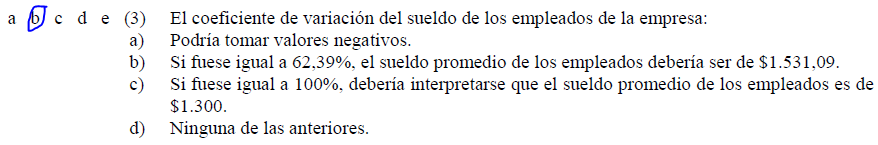 a b c d e (3) El coeficiente de variación del sueldo de los empleados de la empresa:
a) Podría tomar valores negativos.
b) Si fuese igual a 62,39%, el sueldo promedio de los empleados debería ser de $1.531,09.
c) Si fuese igual a 100%, debería interpretarse que el sueldo promedio de los empleados es de
$1.300.
d) Ninguna de las anteriores.